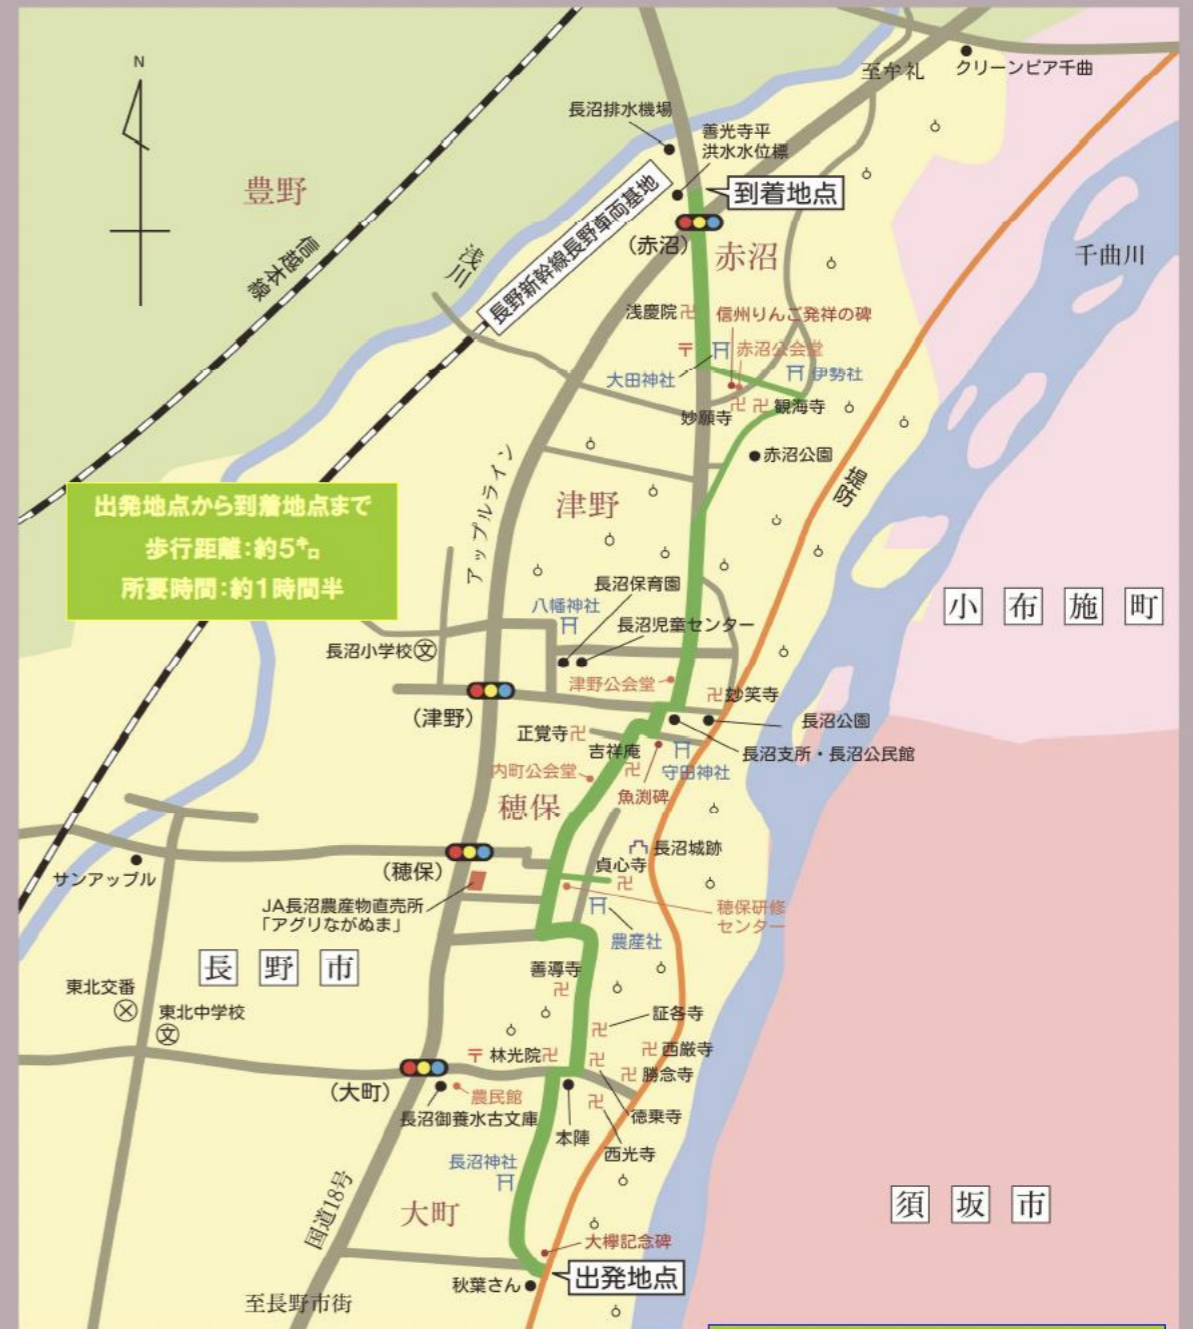 N
至牟礼
クリーンピア千曲
長沼排水機場
善光寺平
洪水水位標
到着地点
豊野
信越本線
浅川
長野新幹線長野車両基地
(赤沼)
赤沼
千曲川
浅慶院
信州りんご発祥の碑
〒
赤沼公会堂
大田神社
伊勢社
妙願寺
観海寺
赤沼公園
堤防
アップルライン
津野
出発地点から到着地点まで
歩行距離:約5㌔
所要時間:約1時間半
長沼保育園
八幡神社
長沼児童センター
小布施町
長沼小学校
文
津野公会堂
妙笑寺
(津野)
長沼公園
正覚寺
吉祥庵
長沼支所・長沼公民館
内町公会堂
守田神社
魚渕碑
穂保
長沼城跡
(穂保)
貞心寺
サンアップル
JA長沼農産物直売所
「アグリながぬま」
穂保研修
センター
農産社
長野市
善導寺
東北交番
東北中学校
文
証各寺
〒
林光院
西厳寺
勝念寺
(大町)
農民館
長沼御養水古文庫
徳乗寺
本陣
西光寺
長沼神社
大町
国道18号
須坂市
大欅記念碑
出発地点
秋葉さん
至長野市街